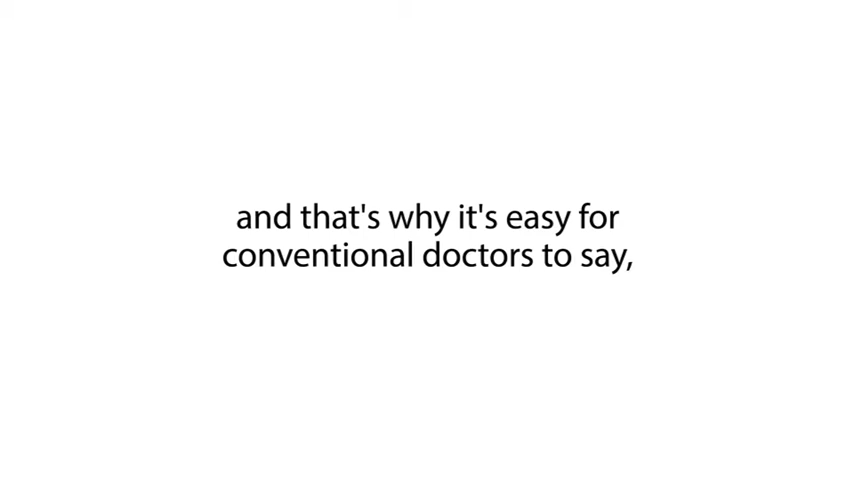 and that's why it's easy for
conventional doctors to say,